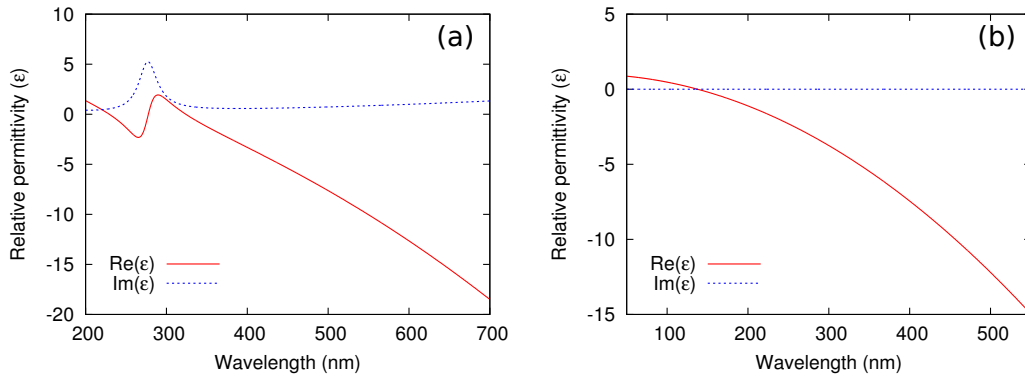 (a)
Relative permittivity (ε)
10
5
0
-5
-10
-15
-20
Re(ε)
Im(ε)
200 300 400 500 600 700
Wavelength (nm)
(b)
Relative permittivity (ε)
5
0
-5
-10
-15
Re(ε)
Im(ε)
100 200 300 400 500
Wavelength (nm)